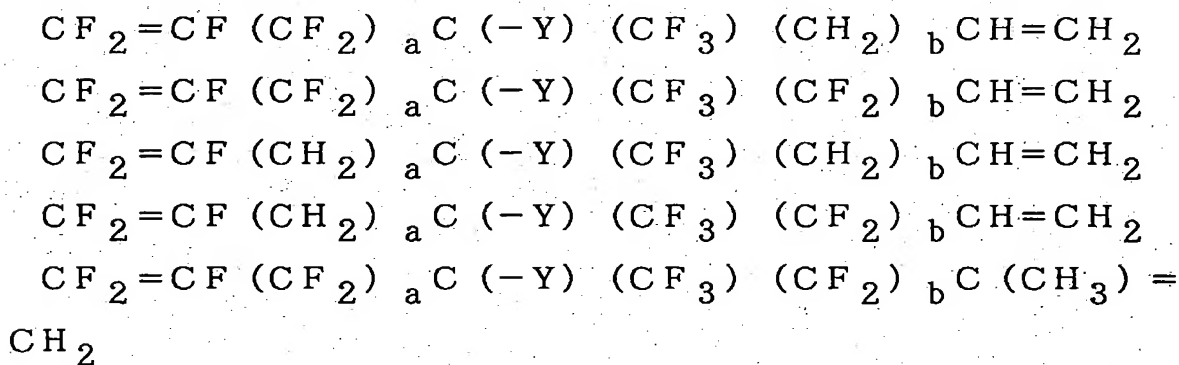 CF₂=CF (CF₂) ₐC (−Y) (CF₃) (CH₂) bCH=CH₂
CF₂=CF (CF₂) ₐC (−Y) (CF₃) (CF₂) bCH=CH₂
CF₂=CF (CH₂) ₐC (−Y) (CF₃) (CH₂) bCH=CH₂
CF₂=CF (CH₂) ₐC (−Y) (CF₃) (CF₂) bCH=CH₂
CF₂=CF (CF₂) ₐC (−Y) (CF₃) (CF₂) bC (CH₃) =
CH₂